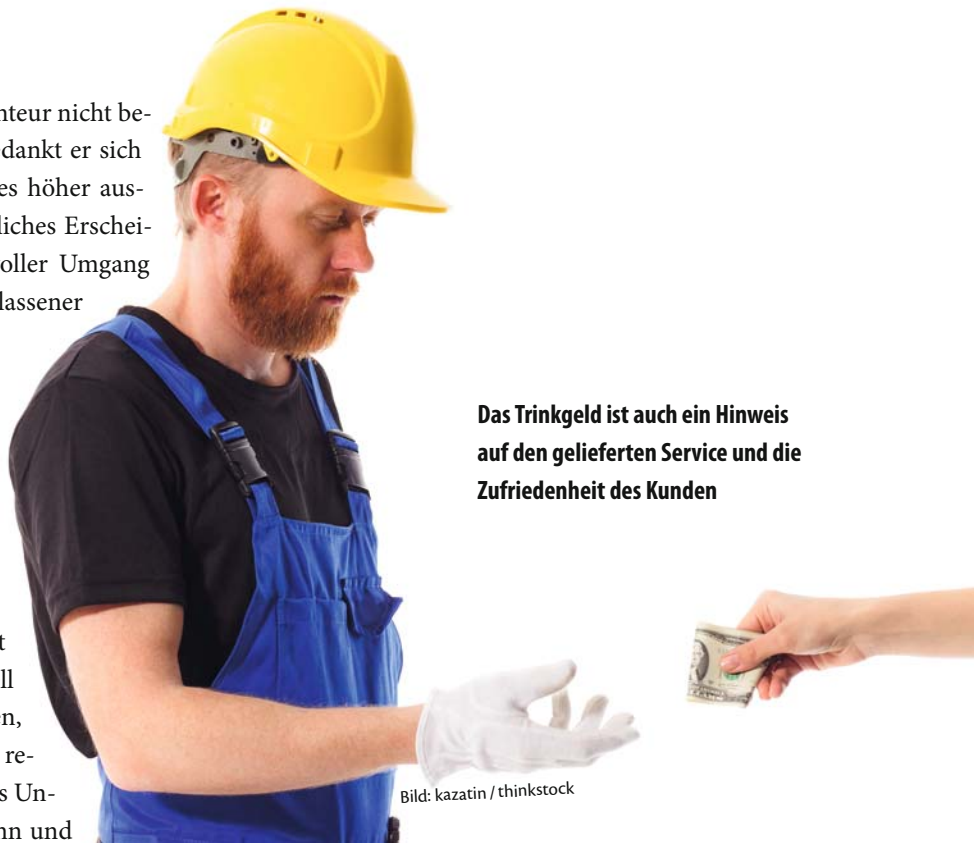 nteur nicht be-
dankt er sich
es höher aus-
liches Erschei-
oller Umgang
lassener
Das Trinkgeld ist auch ein Hinweis
auf den gelieferten Service und die
Zufriedenheit des Kunden
t
ll
en,
re-
s Un-
nn und
Bild: kazatin / thinkstock